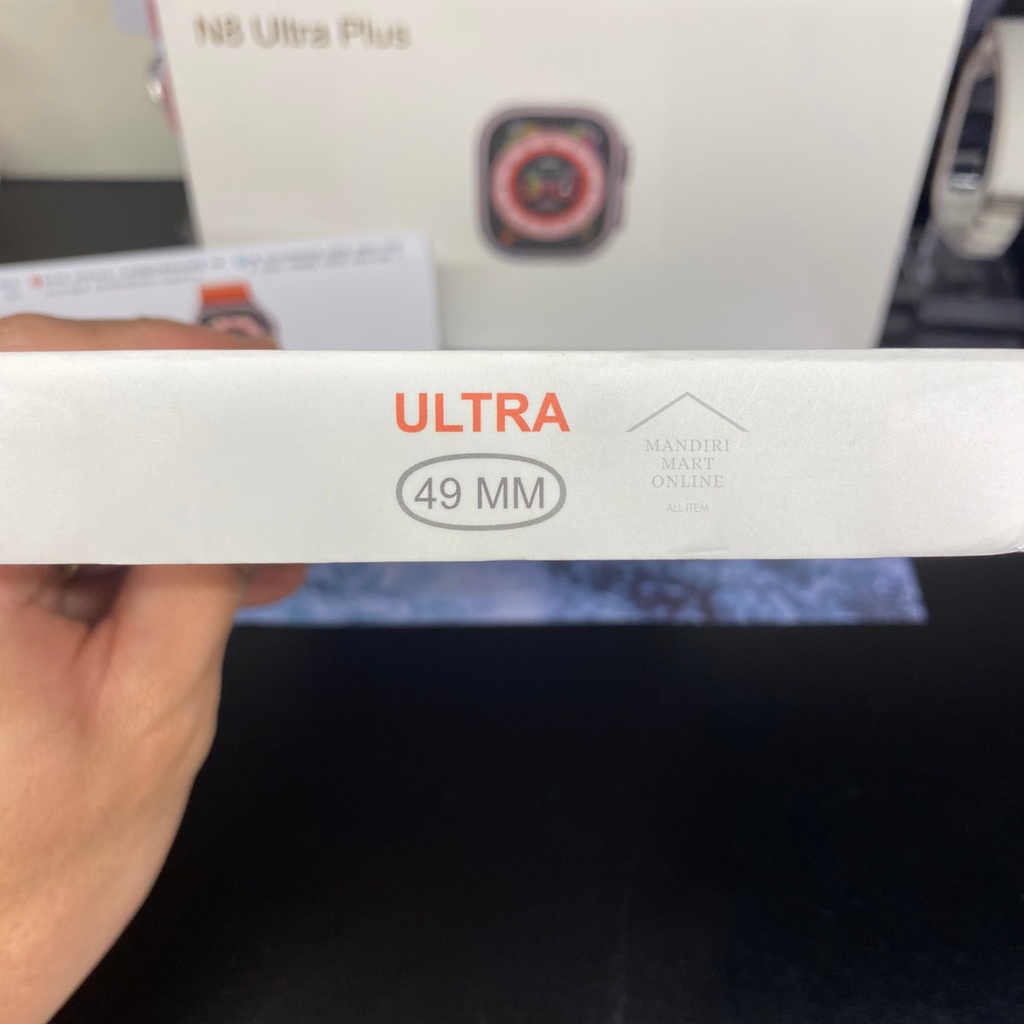 N8 Ultra Plus
ULTRA
49 MM
MANDIRI
MART
ONLINE
ALL ITEM